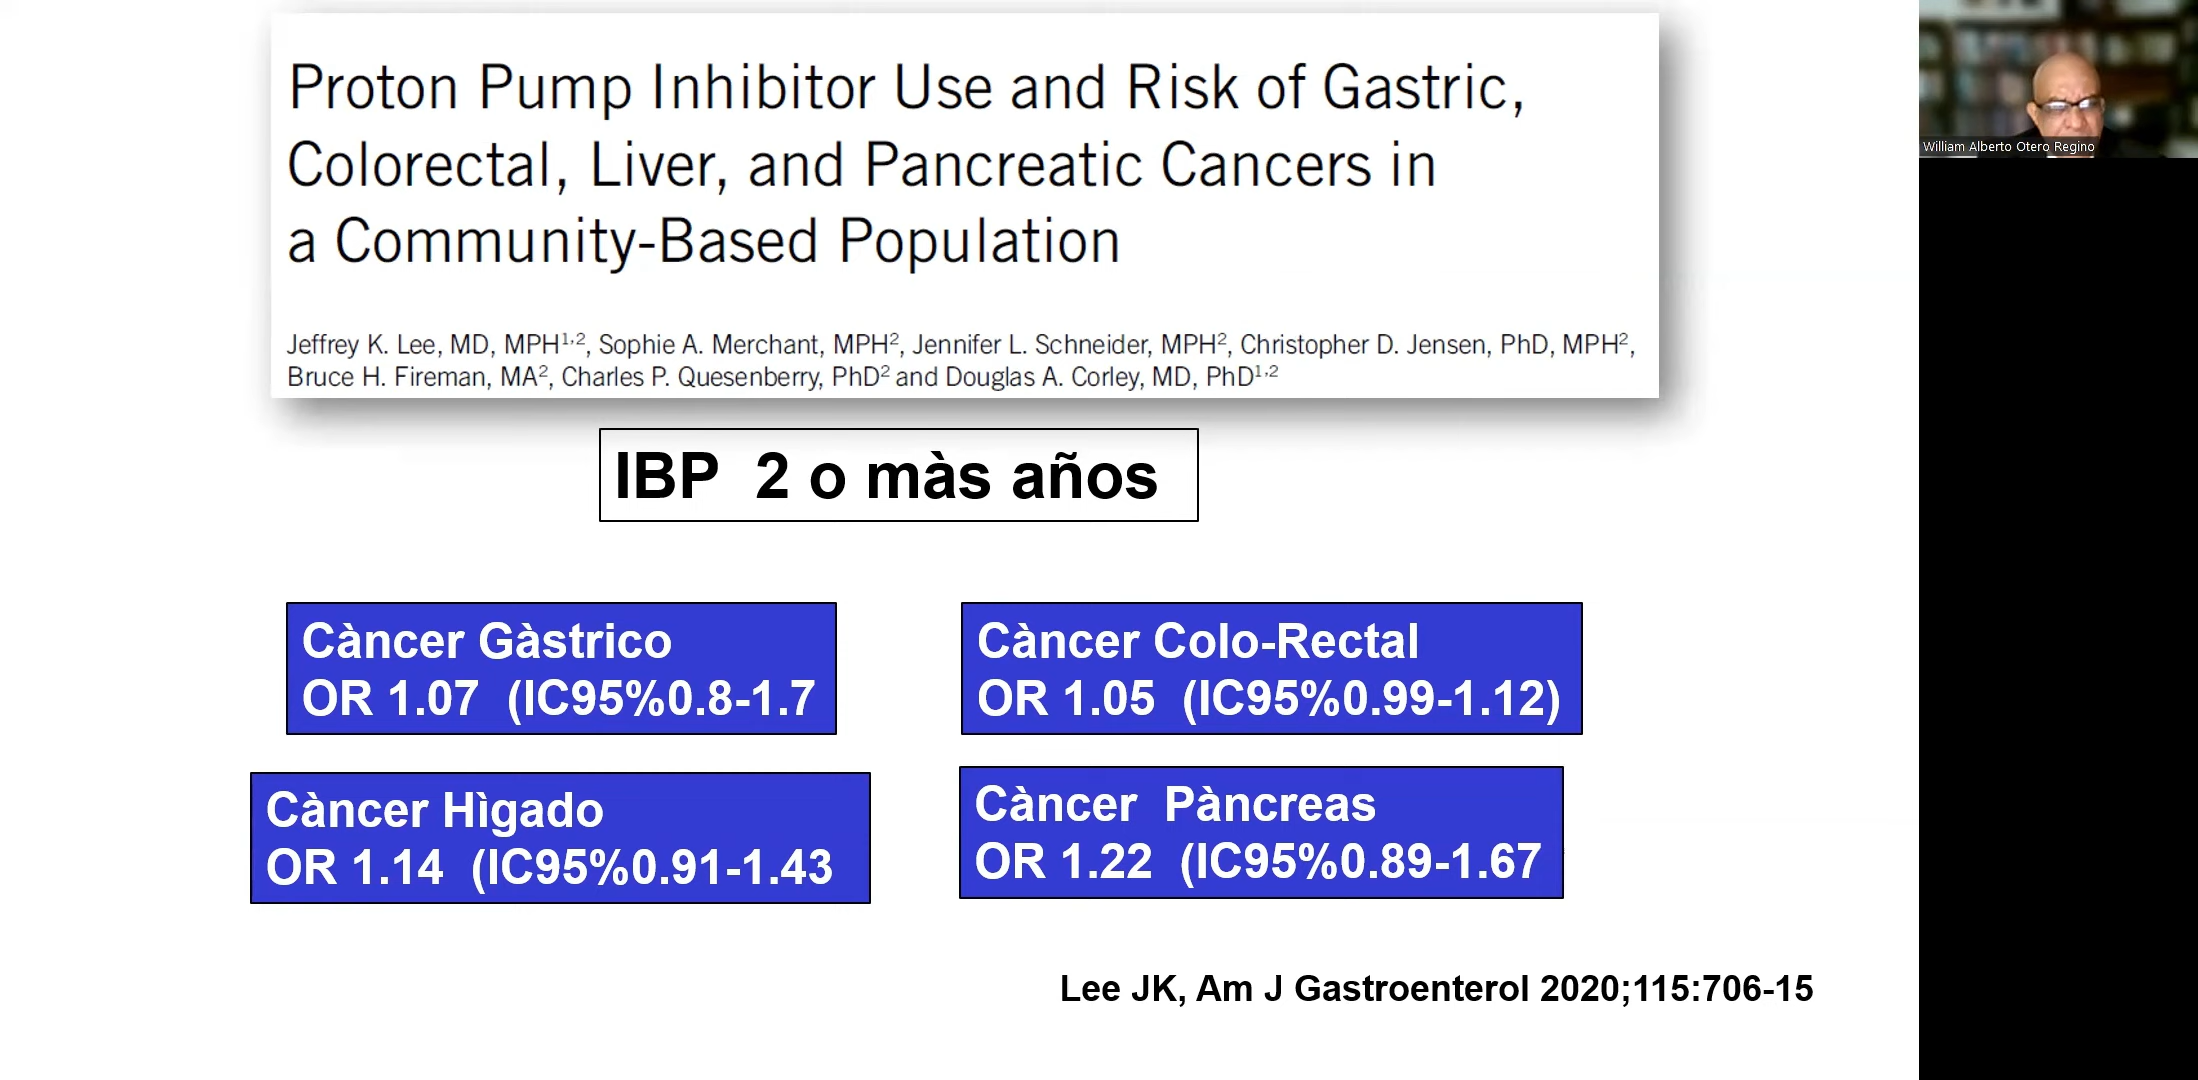 Proton Pump Inhibitor Use and Risk of Gastric,
Colorectal, Liver, and Pancreatic Cancers in
a Community-Based Population
Jeffrey K. Lee, MD, MPH1,2, Sophie A. Merchant, MPH2, Jennifer L. Schneider, MPH2, Christopher D. Jensen, PhD, MPH2,
Bruce H. Fireman, MA2, Charles P. Quesenberry, PhD2 and Douglas A. Corley, MD, PhD1,2
IBP  2 o màs años
Càncer Gàstrico
OR 1.07  (IC95%0.8-1.7
Càncer Colo-Rectal
OR 1.05  (IC95%0.99-1.12)
Càncer Hìgado
OR 1.14  (IC95%0.91-1.43
Càncer  Pàncreas
OR 1.22  (IC95%0.89-1.67
Lee JK, Am J Gastroenterol 2020;115:706-15
William Alberto Otero Regino